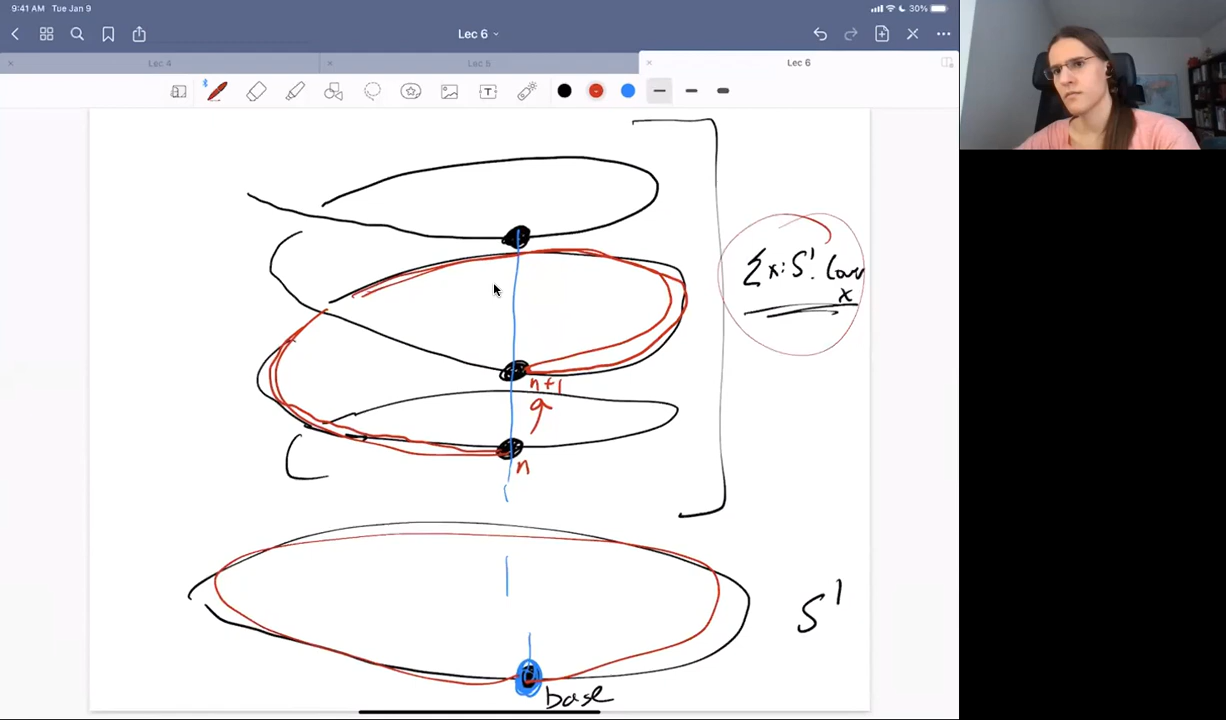 9:41 AM Tue Jan 9
30%
Lec 6
Lec 4
Lec 5
Lec 6
T
Σx:S¹. Cover x
n+1
n
S¹
base